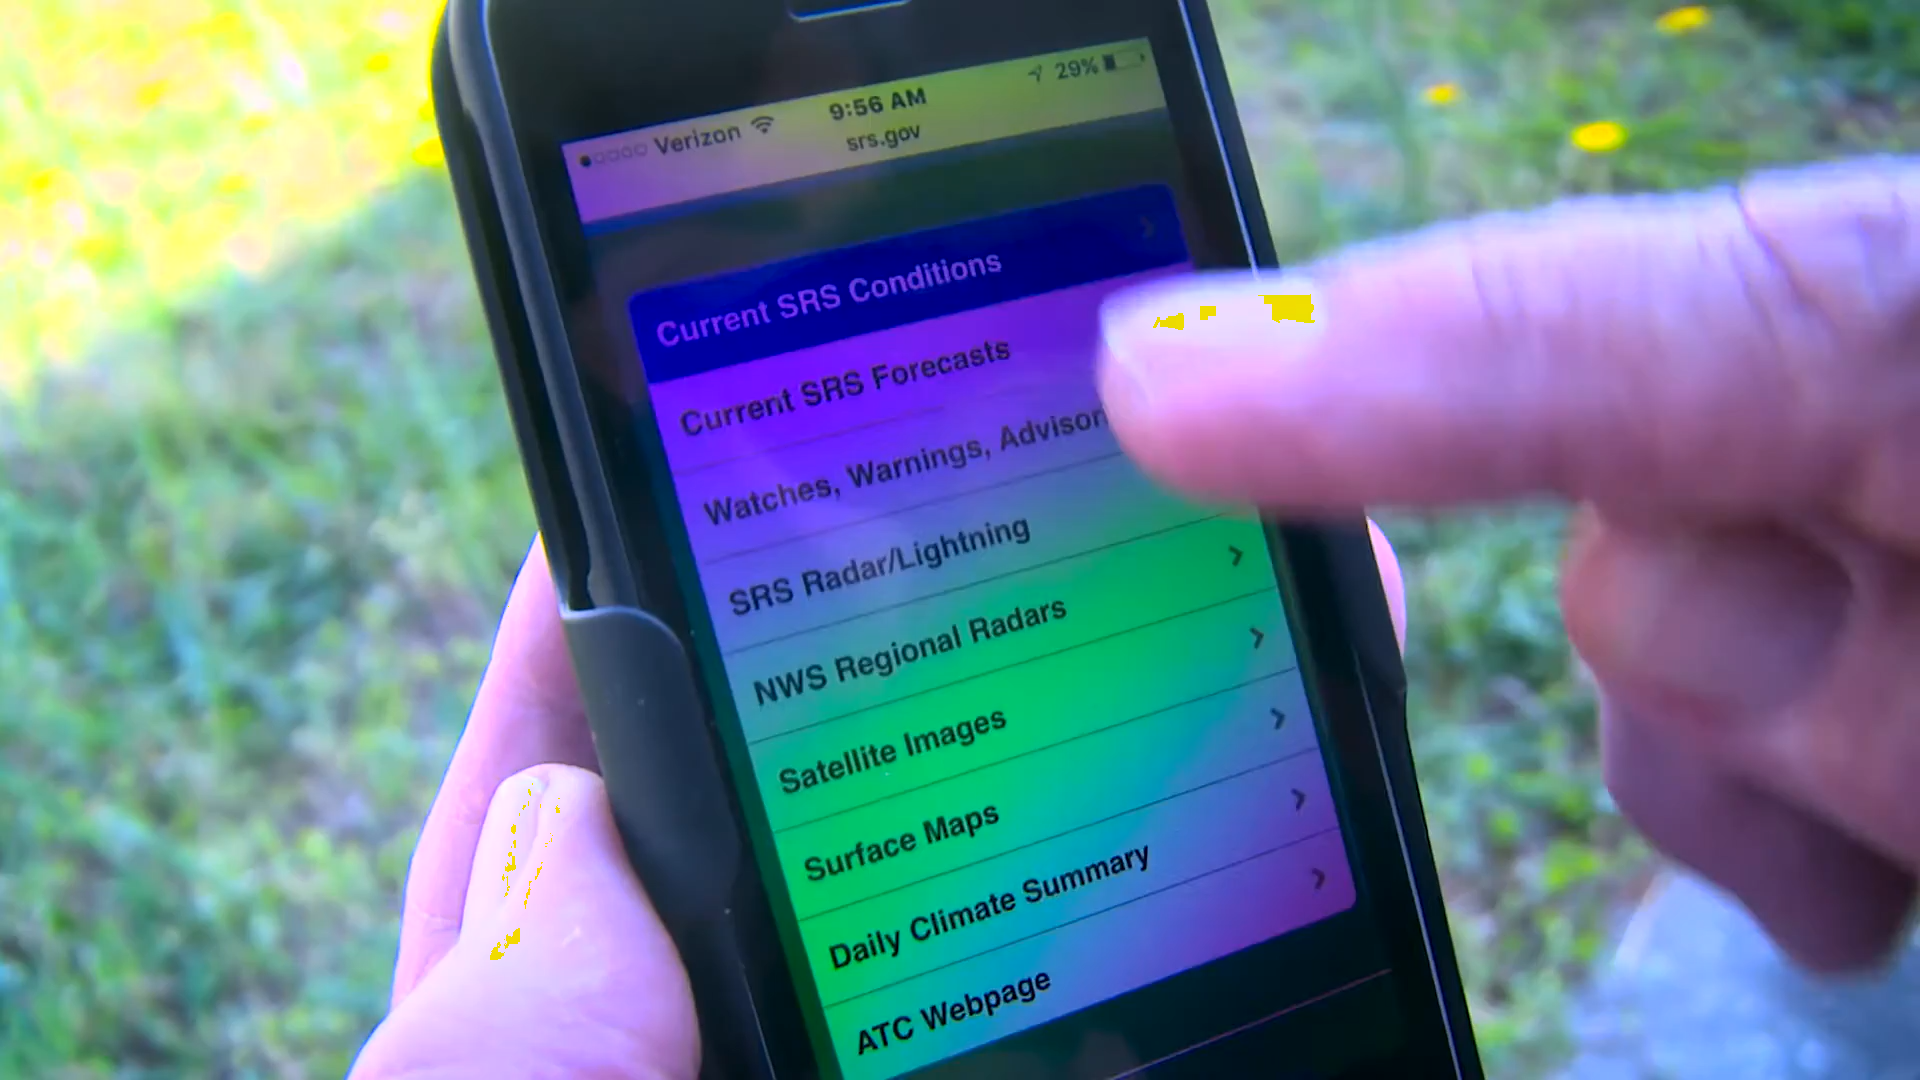 Verizon 9:56 AM 29%
srs.gov
Current SRS Conditions
Current SRS Forecasts
Watches, Warnings, Advisor
SRS Radar/Lightning
NWS Regional Radars
Satellite Images
Surface Maps
Daily Climate Summary
ATC Webpage